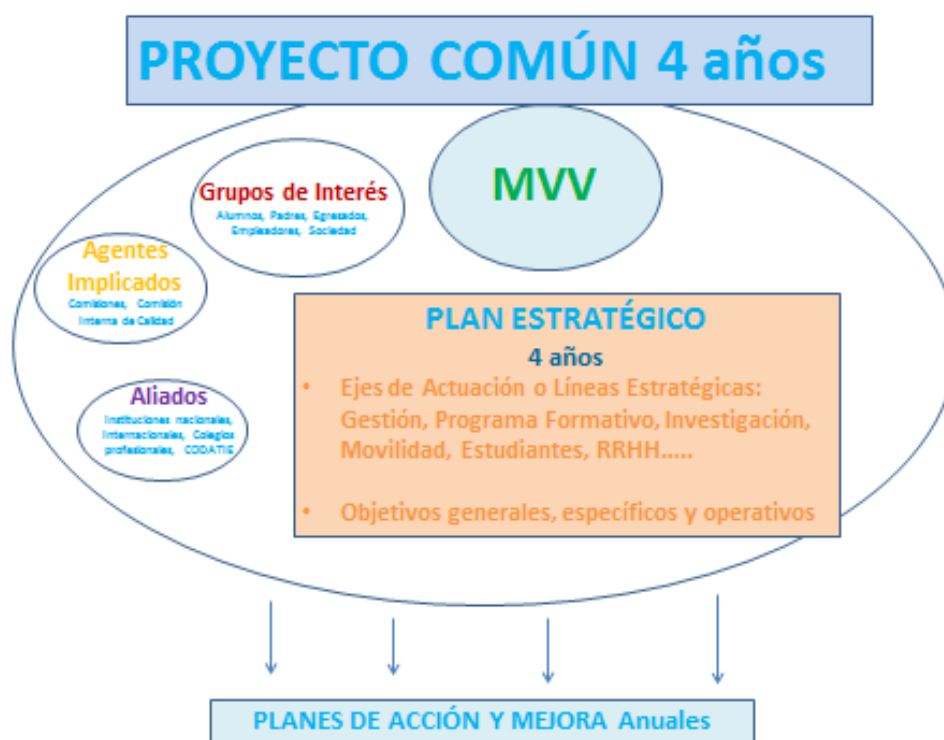 PROYECTO COMÚN 4 años
MVV
Grupos de Interés
Alumnos, Padres, Egresados,
Empleadores, Sociedad
Agentes
Implicados
Comisiones, Comisión
Interna de Calidad
Aliados
Instituciones nacionales,
Internacionales, Colegios
profesionales, CODATIE
PLAN ESTRATÉGICO
4 años
• Ejes de Actuación o Líneas Estratégicas:
Gestión, Programa Formativo, Investigación,
Movilidad, Estudiantes, RRHH.....
• Objetivos generales, específicos y operativos
PLANES DE ACCIÓN Y MEJORA Anuales